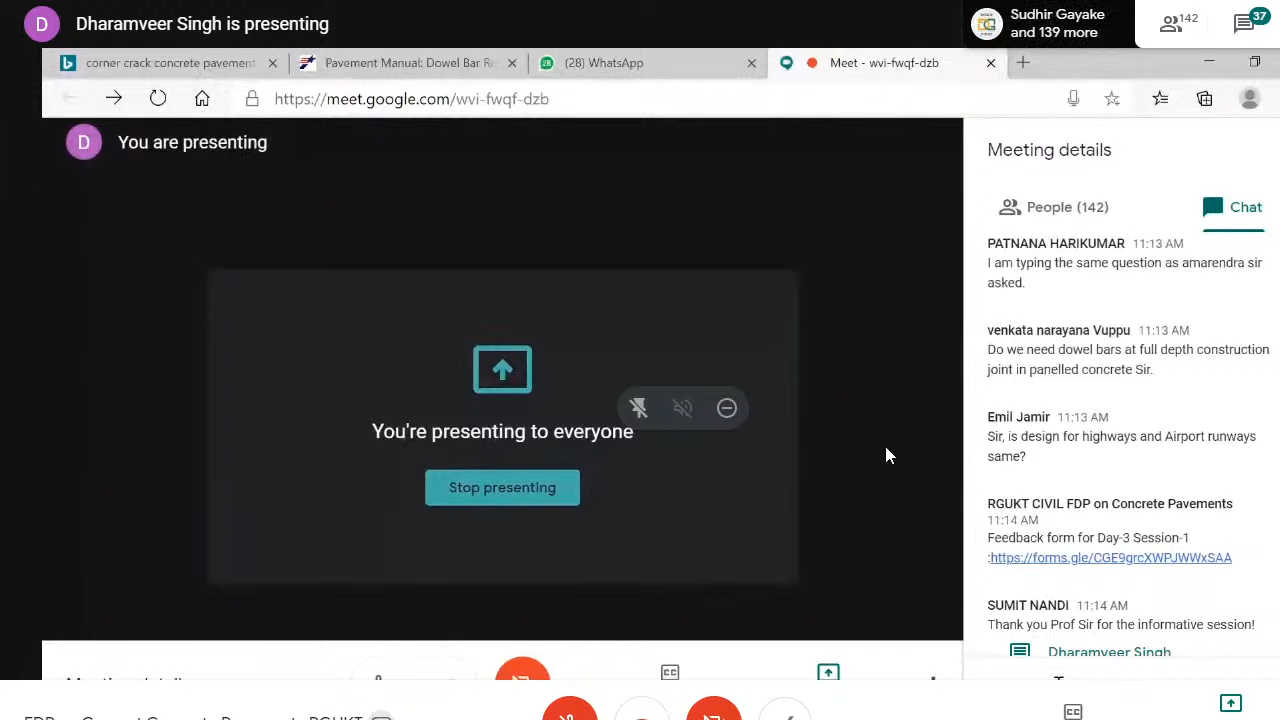 D Dharamveer Singh is presenting
Sudhir Gayake
and 139 more
142
37
corner crack concrete pavement
Pavement Manual: Dowel Bar Re
(28) WhatsApp
Meet - wvi-fwqf-dzb
https://meet.google.com/wvi-fwqf-dzb
D You are presenting
You're presenting to everyone
Stop presenting
Meeting details
People (142)
Chat
PATNANA HARIKUMAR 11:13 AM
I am typing the same question as amarendra sir
asked.
venkata narayana Vuppu 11:13 AM
Do we need dowel bars at full depth construction
joint in panelled concrete Sir.
Emil Jamir 11:13 AM
Sir, is design for highways and Airport runways
same?
RGUKT CIVIL FDP on Concrete Pavements
11:14 AM
Feedback form for Day-3 Session-1
:https://forms.gle/CGE9grcXWPJWWxSAA
SUMIT NANDI 11:14 AM
Thank you Prof Sir for the informative session!
Dharamveer Singh
CC
CC